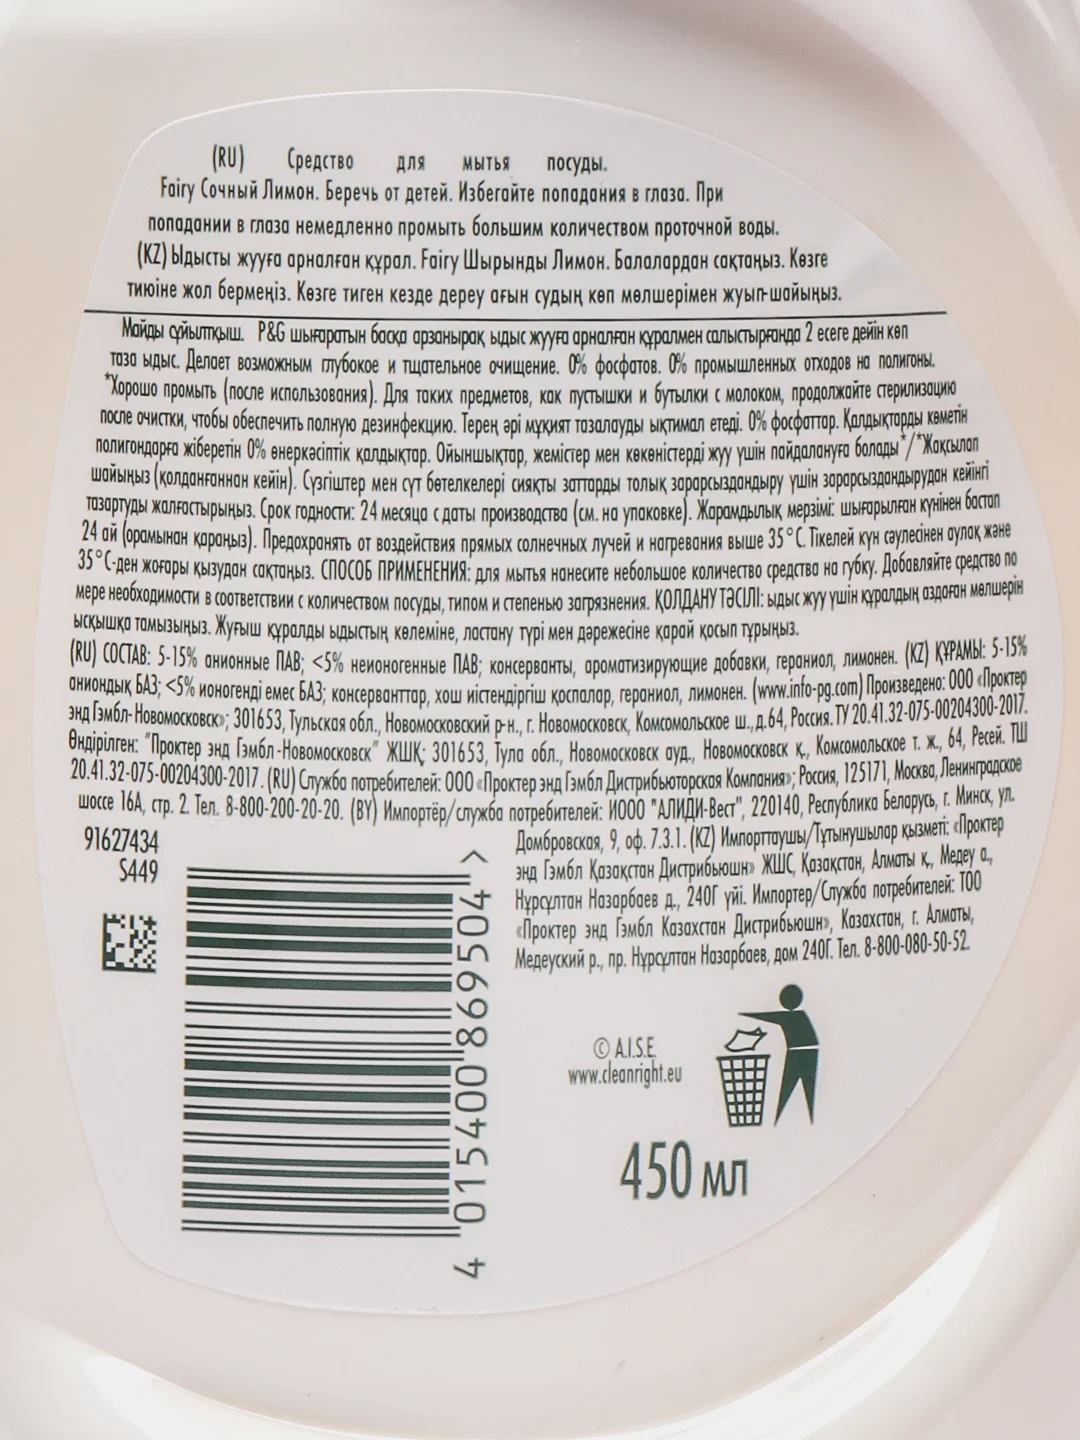 (RU) Средство для мытья посуды.
Fairy Сочный Лимон. Беречь от детей. Избегайте попадания в глаза. При
попадании в глаза немедленно промыть большим количеством проточной воды.
(KZ) Ыдысты жууға арналған құрал. Fairy Шырынды Лимон. Балалардан сақтаңыз. Көзге
тиюіне жол бермеңіз. Көзге тиген кезде дереу ағын судың көп мөлшерімен жуып-шайыңыз.
Майды сұйылтқыш. P&G шығаратын басқа арзанырақ ыдыс жууға арналған құралмен салыстырғанда 2 есеге дейін көп
таза ыдыс. Делает возможным глубокое и тщательное очищение. 0% фосфатов. 0% промышленных отходов на полигоны.
*Хорошо промыть (после использования). Для таких предметов, как пустышки и бутылки с молоком, продолжайте стерилизацию
после очистки, чтобы обеспечить полную дезинфекцию. Терең әрі мұқият тазалауды ықтимал етеді. 0% фосфаттар. Қалдықтарды көметін
полигондарға жіберетін 0% өнеркәсіптік қалдықтар. Ойыншықтар, жемістер мен көкөністерді жуу үшін пайдалануға болады*/*Жақсылап
шайыңыз (қолданғаннан кейін). Сүзгіштер мен сүт бөтелкелері сияқты заттарды толық зарарсыздандыру үшін зарарсыздандырудан кейінгі
тазартуды жалғастырыңыз. Срок годности: 24 месяца с даты производства (см. на упаковке). Жарамдылық мерзімі: шығарылған күнінен бастап
24 ай (орамынан қараңыз). Предохранять от воздействия прямых солнечных лучей и нагревания выше 35°C. Тікелей күн сәулесінен аулақ және
35°C-ден жоғары қызудан сақтаңыз. СПОСОБ ПРИМЕНЕНИЯ: для мытья нанесите небольшое количество средства на губку. Добавляйте средство по
мере необходимости в соответствии с количеством посуды, типом и степенью загрязнения. ҚОЛДАНУ ТӘСІЛІ: ыдыс жуу үшін құралдың аздаған мөлшерін
ысқышқа тамызыңыз. Жуғыш құралды ыдыстың көлеміне, ластану түрі мен дәрежесіне қарай қосып тұрыңыз.
(RU) СОСТАВ: 5-15% анионные ПАВ; <5% неионогенные ПАВ; консерванты, ароматизирующие добавки, гераниол, лимонен. (KZ) ҚҰРАМЫ: 5-15%
аниондық БАЗ; <5% ионогенді емес БАЗ; консерванттар, хош иістендіргіш қоспалар, гераниол, лимонен. (www.info-pg.com) Произведено: ООО «Проктер
энд Гэмбл-Новомосковск»; 301653, Тульская обл., Новомосковский р-н., г. Новомосковск, Комсомольское ш., д.64, Россия. ТУ 20.41.32-075-00204300-2017.
Өндірілген: "Проктер энд Гэмбл-Новомосковск" ЖШҚ; 301653, Тула обл., Новомосковск ауд., Новомосковск қ., Комсомольское т. ж., 64, Ресей. ТШ
20.41.32-075-00204300-2017. (RU) Служба потребителей: ООО «Проктер энд Гэмбл Дистрибьюторская Компания»; Россия, 125171, Москва, Ленинградское
шоссе 16А, стр. 2. Тел. 8-800-200-20-20. (BY) Импортёр/служба потребителей: ИООО "АЛИДИ-Вест", 220140, Республика Беларусь, г. Минск, ул.
Домбровская, 9, оф. 7.3.1. (KZ) Импорттаушы/Тұтынушылар қызметі: «Проктер
энд Гэмбл Қазақстан Дистрибьюшн» ЖШС, Қазақстан, Алматы қ., Медеу а.,
Нұрсұлтан Назарбаев д., 240Г үйі. Импортер/Служба потребителей: ТОО
«Проктер энд Гэмбл Казахстан Дистрибьюшн», Казахстан, г. Алматы,
Медеуский р., пр. Нұрсұлтан Назарбаев, дом 240Г. Тел. 8-800-080-50-52.
91627434
S449
4 015400 869504 >
© A.I.S.E.
www.cleanright.eu
450 мл